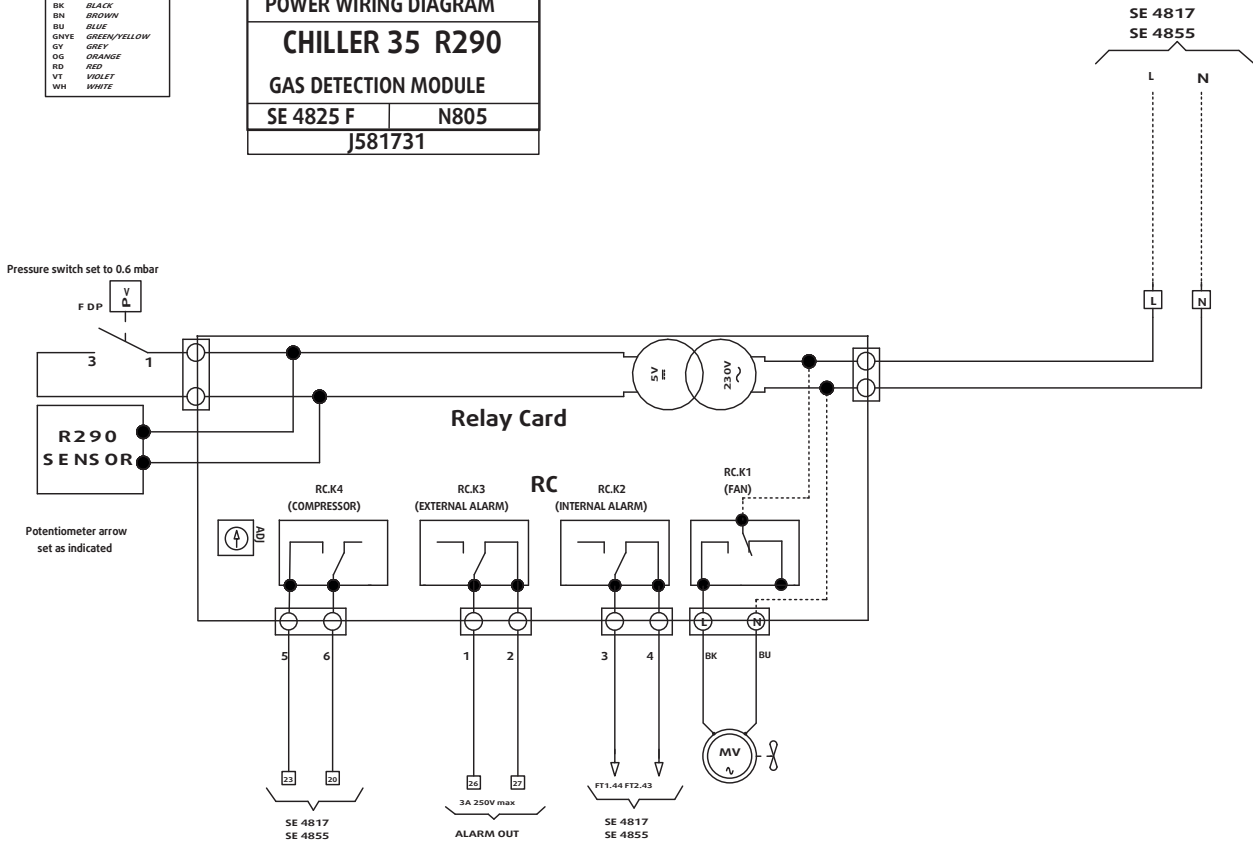 BK BLACK
BN BROWN
BU BLUE
GNYE GREEN/YELLOW
GY GREY
OG ORANGE
RD RED
VT VIOLET
WH WHITE
POWER WIRING DIAGRAM
CHILLER 35 R290
GAS DETECTION MODULE
SE 4825 F N805
J581731
SE 4817
SE 4855
L N
L N
Pressure switch set to 0.6 mbar
F DP
P<
3 1
5V
230V
Relay Card
R290
SENSOR
Potentiometer arrow
set as indicated
ADJ
RC
RC.K4
(COMPRESSOR)
RC.K3
(EXTERNAL ALARM)
RC.K2
(INTERNAL ALARM)
RC.K1
(FAN)
L N
5 6 1 2 3 4 BK BU
MV
23 20
26 27
FT1.44 FT2.43
3A 250V max
SE 4817
SE 4855
ALARM OUT
SE 4817
SE 4855